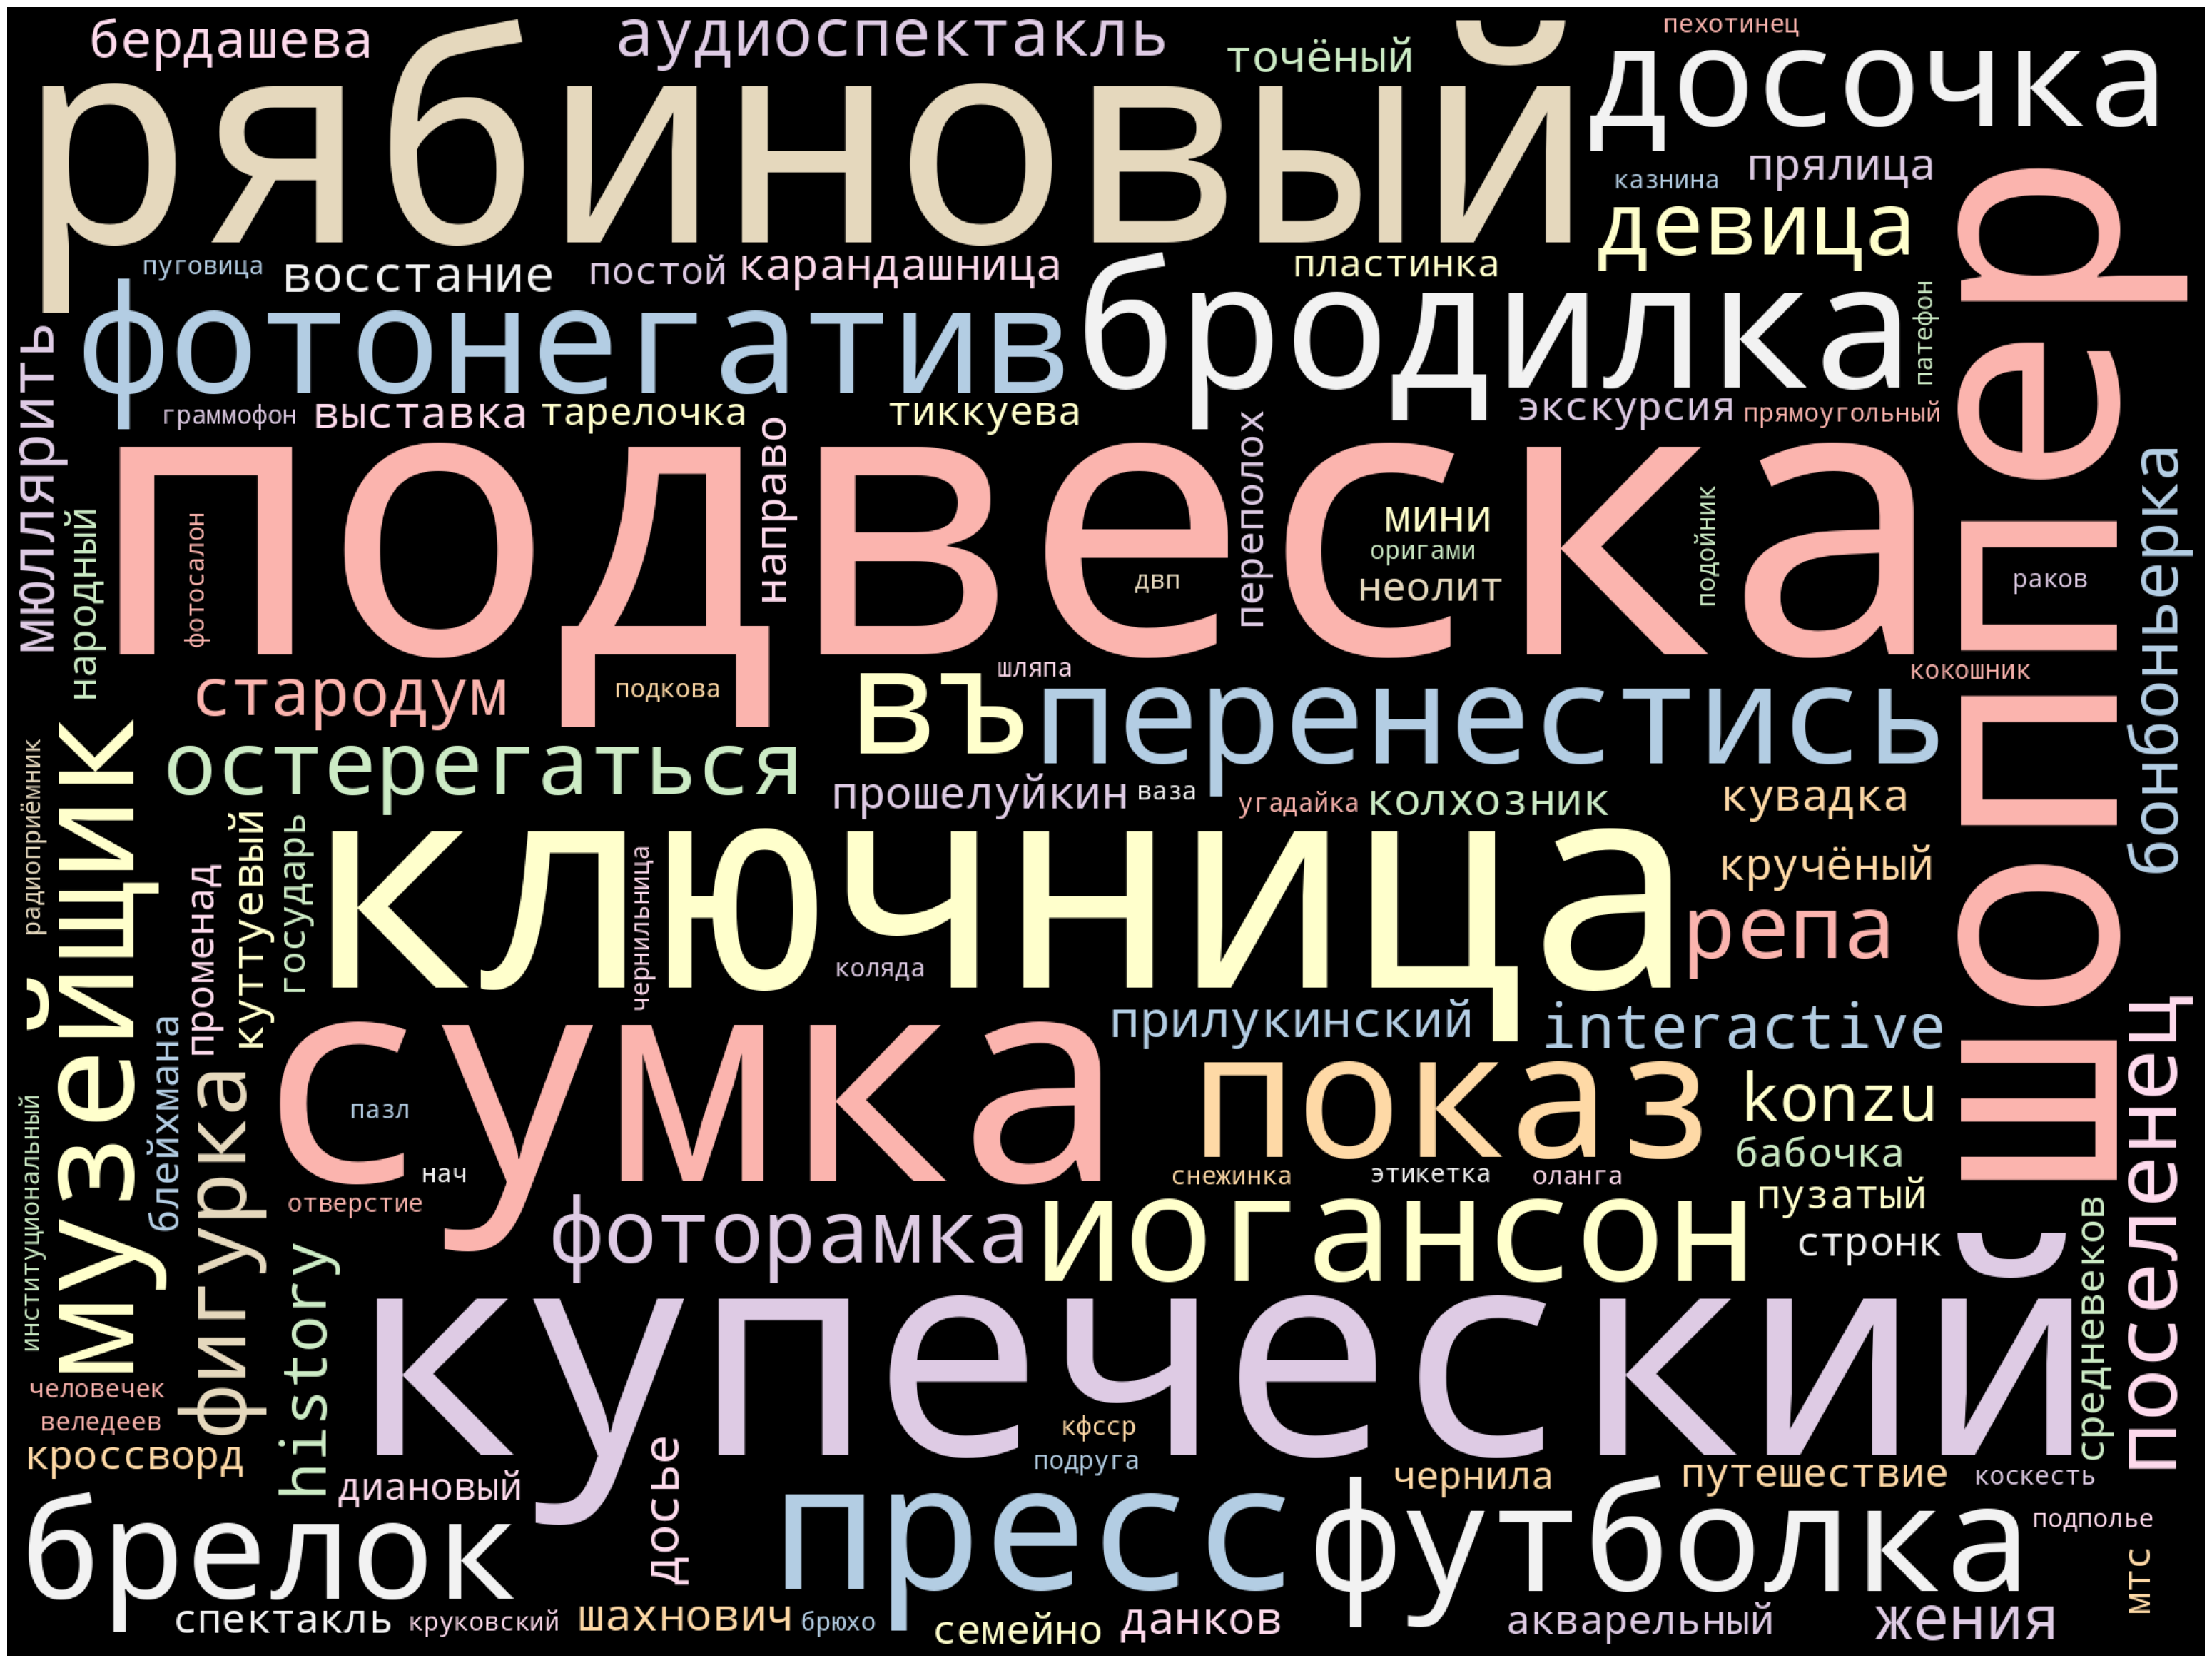 бердашева
аудиоспектакль
точёный
пехотинец
рябиновый
досочка
казнина
прялица
девица
пуговица
восстание
постой
карандашница
пластинка
фотонегатив
бродилка
патефон
граммофон
выставка
тарелочка
тиккуева
экскурсия
прямоугольный
мюллярить
народный
подвеска
фотосалон
направо
переполох
двп
мини
оригами
неолит
подойник
шоппер
раков
бонбоньерка
стародум
подкова
въ
шляпа
перенестись
кокошник
остерегаться
прошелуйкин
ваза
угадайка
колхозник
кувадка
радиоприёмник
музейщик
променад
куттуевый
государь
ключница
чернильница
коляда
кручёный
репа
прилукинский
interactive
сумка
пазл
нач
показ
konzu
бабочка
блейхмана
фигурка
институциональный
отверстие
снежинка
этикетка
оланга
пузатый
фоторамка
иогансон
стронк
средневеков
поселенец
history
купеческий
человечек
веледеев
кроссворд
кфсср
подруга
диановый
досье
чернила
путешествие
коскесть
брелок
пресс
футболка
подполье
мтс
спектакль
круковский
шахнович
брюхо
семейно
данков
акварельный
жения